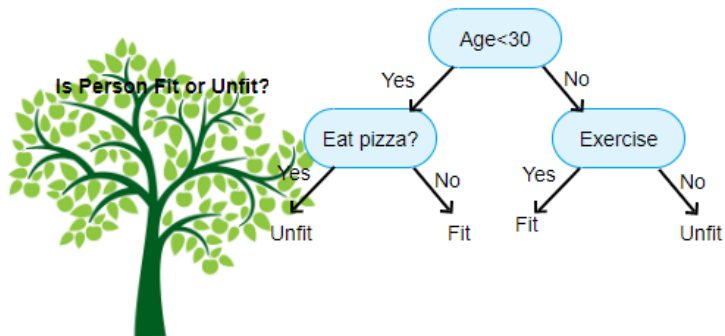 Age<30
Is Person Fit or Unfit?
Yes
No
Eat pizza?
Exercise
Yes
No
Yes
No
Unfit
Fit
Fit
Unfit